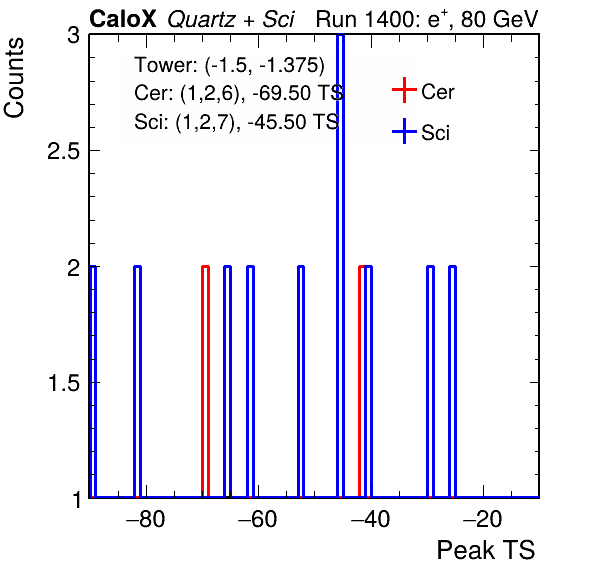 CaloX Quartz + Sci Run 1400: e+, 80 GeV
Counts
3
2.5
2
1.5
1
Tower: (-1.5, -1.375)
Cer: (1,2,6), -69.50 TS
Sci: (1,2,7), -45.50 TS
Cer
Sci
−80 −60 −40 −20
Peak TS